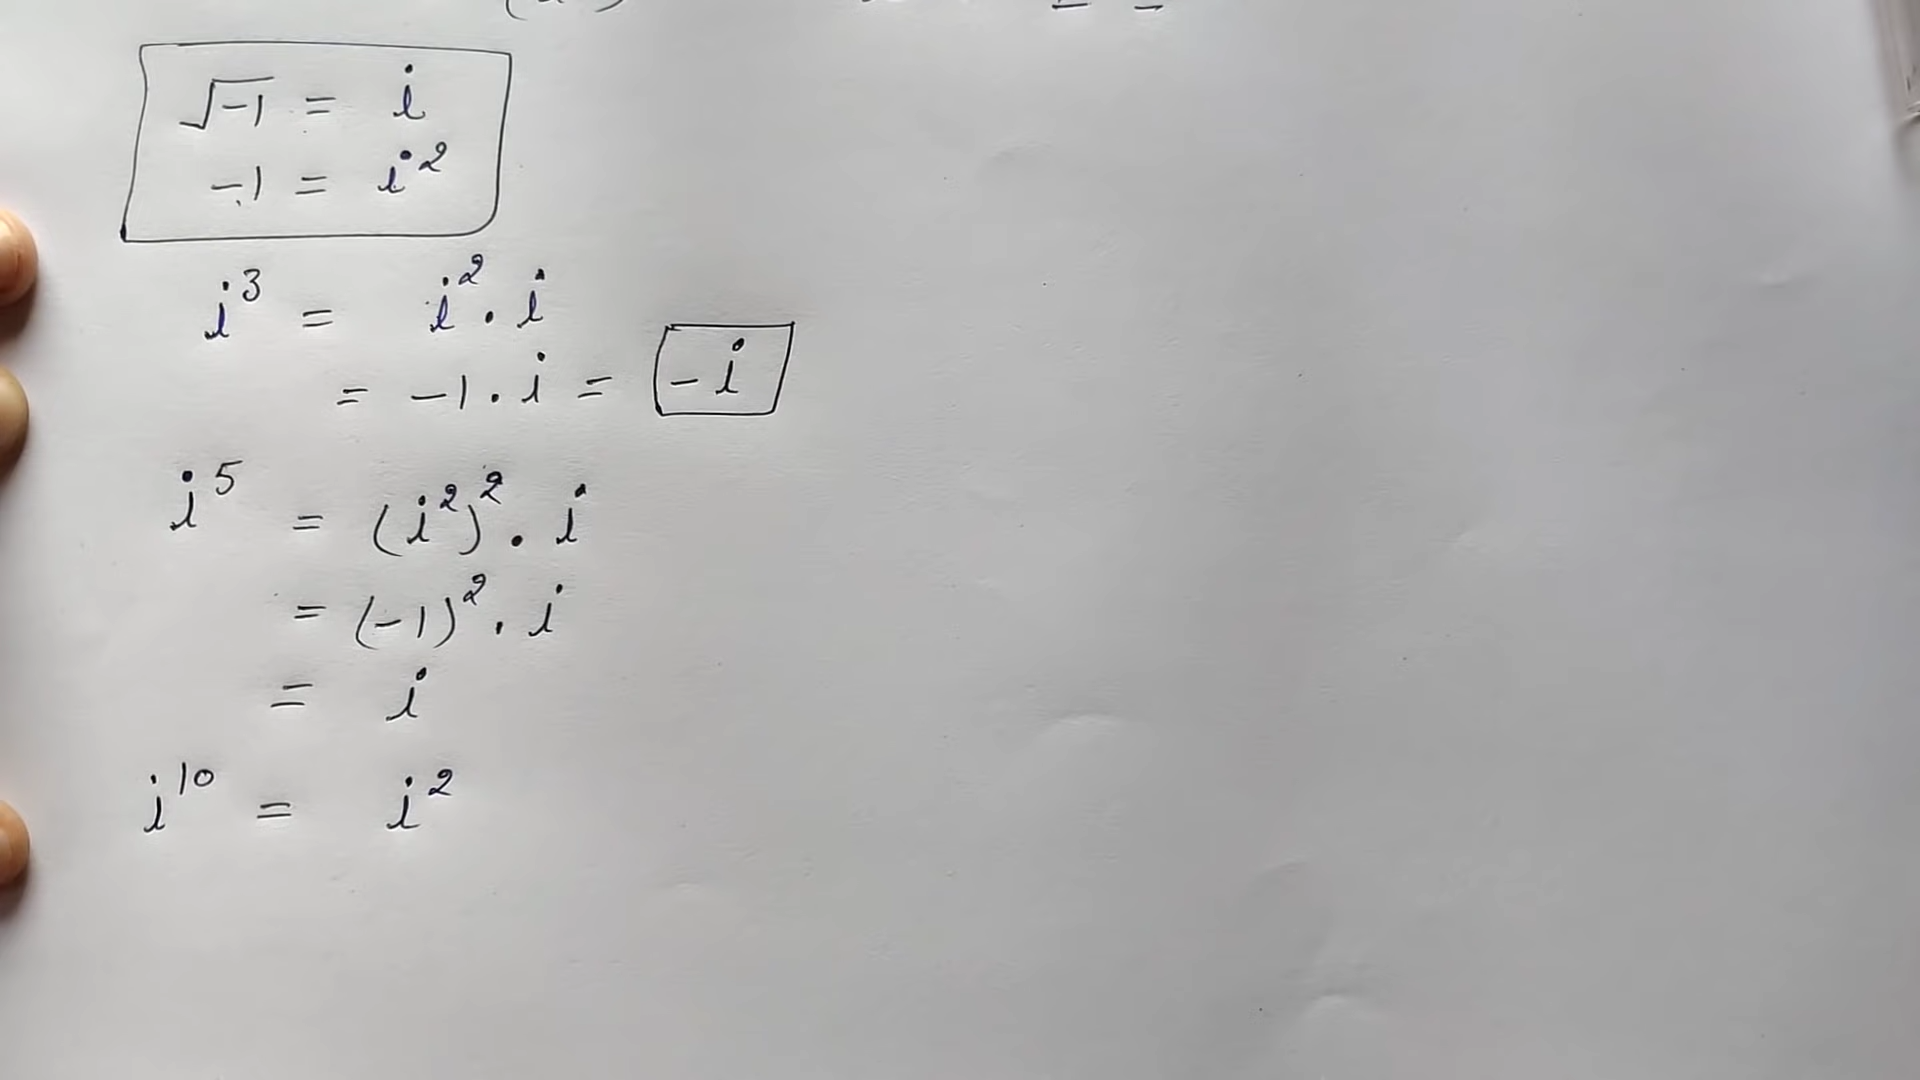 √-1 = i
-1 = i²
i³ = i² . i
= -1 . i = -i
i⁵ = (i²)² . i
= (-1)² . i
= i
i¹⁰ = i²